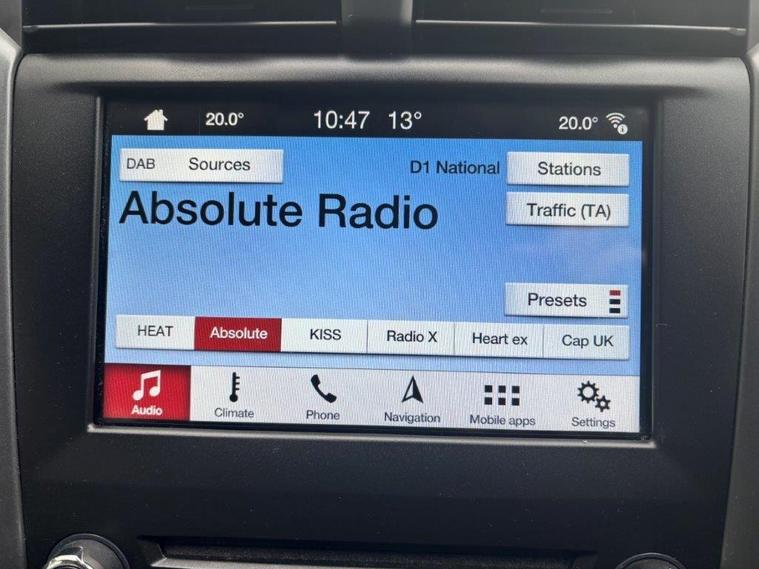 20.0° 10:47 13° 20.0°
DAB Sources D1 National Stations
Absolute Radio Traffic (TA)
Presets
HEAT Absolute KISS Radio X Heart ex Cap UK
Audio Climate Phone Navigation Mobile apps Settings